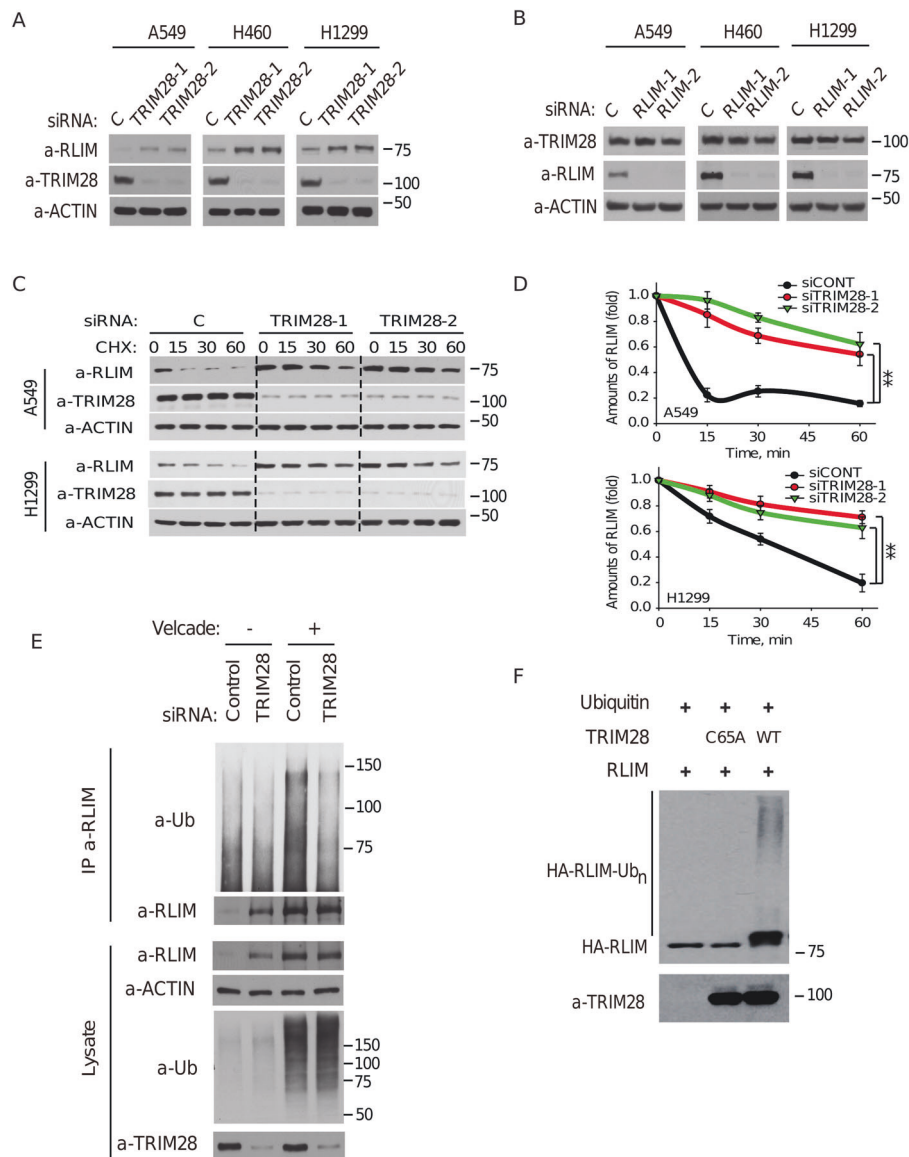 A
A549 H460 H1299
siRNA: C TRIM28-1 TRIM28-2 C TRIM28-1 TRIM28-2 C TRIM28-1 TRIM28-2
a-RLIM -75
a-TRIM28 -100
-50
a-ACTIN
B
A549 H460 H1299
siRNA: C RLIM-1 RLIM-2 C RLIM-1 RLIM-2 C RLIM-1 RLIM-2
a-TRIM28 -100
a-RLIM -75
-50
a-ACTIN
C
siRNA: C TRIM28-1 TRIM28-2
CHX: 0 15 30 60 0 15 30 60 0 15 30 60
A549
a-RLIM -75
a-TRIM28 -100
-50
a-ACTIN
H1299
a-RLIM -75
a-TRIM28 -100
-50
a-ACTIN
D
siCONT
siTRIM28-1
siTRIM28-2
Amounts of RLIM (fold)
1.0
0.8
0.6
0.4
0.2
0.0
A549
**
0 15 30 45 60
Time, min
siCONT
siTRIM28-1
siTRIM28-2
Amounts of RLIM (fold)
1.0
0.8
0.6
0.4
0.2
0.0
H1299
**
0 15 30 45 60
Time, min
E
Velcade: - +
siRNA: Control TRIM28 Control TRIM28
IP a-RLIM
-150
-100
a-Ub
-75
a-RLIM
Lysate
a-RLIM
a-ACTIN
a-Ub
-150
-100
-75
-50
a-TRIM28
F
Ubiquitin + + +
TRIM28 C65A WT
RLIM + + +
HA-RLIM-Ubn
HA-RLIM
-75
a-TRIM28 -100